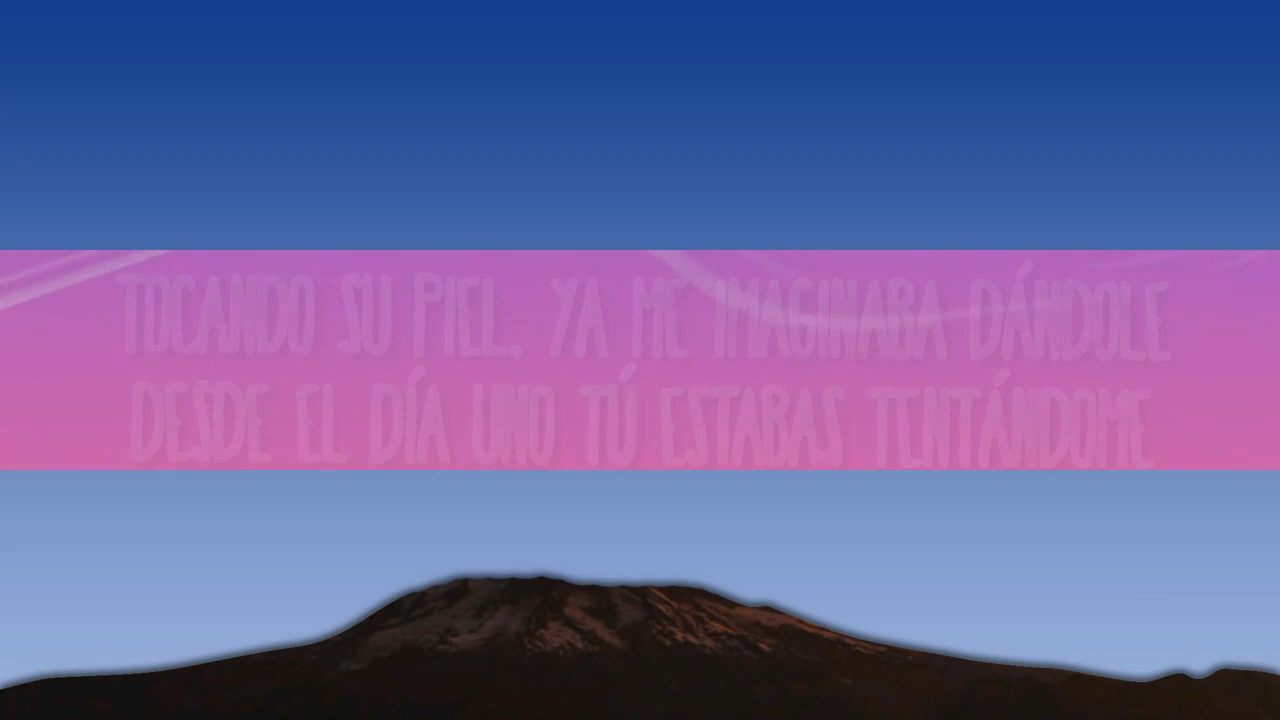 TOCANDO SU PIEL, YA ME IMAGINABA DÁNDOLE
DESDE EL DÍA UNO TÚ ESTABAS TENTÁNDOME